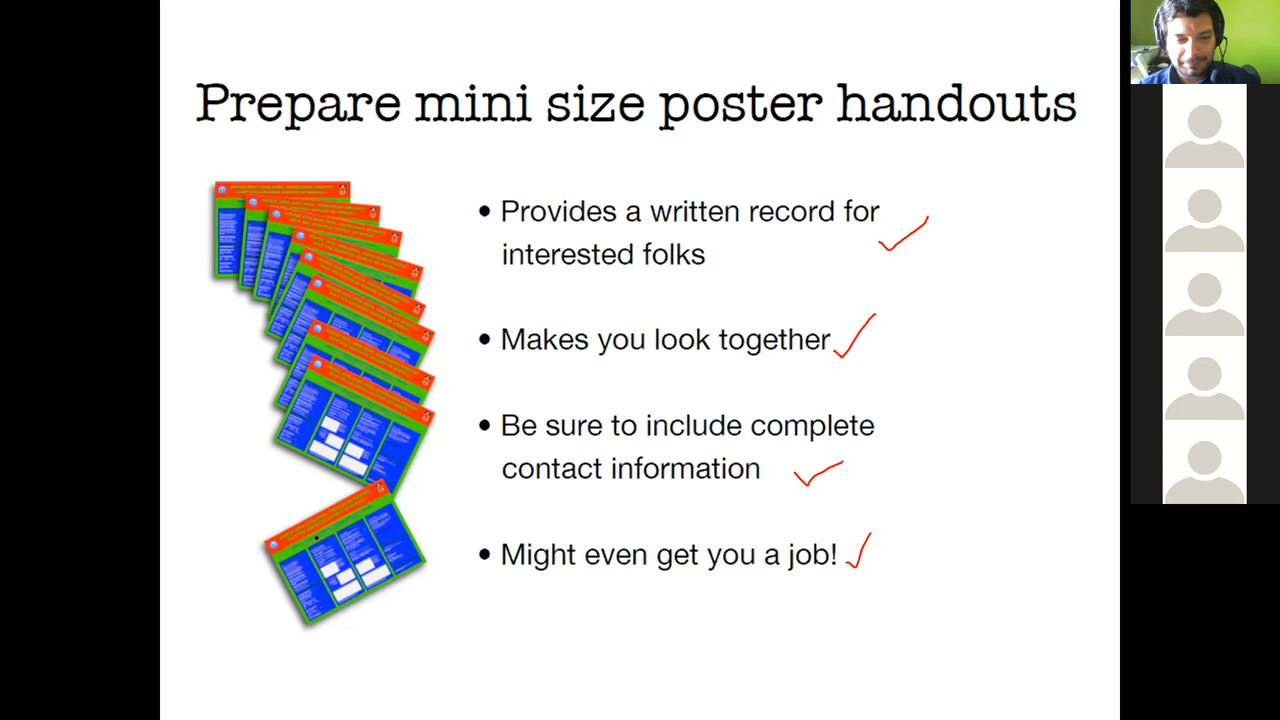 Prepare mini size poster handouts
• Provides a written record for
interested folks
• Makes you look together
• Be sure to include complete
contact information
• Might even get you a job!